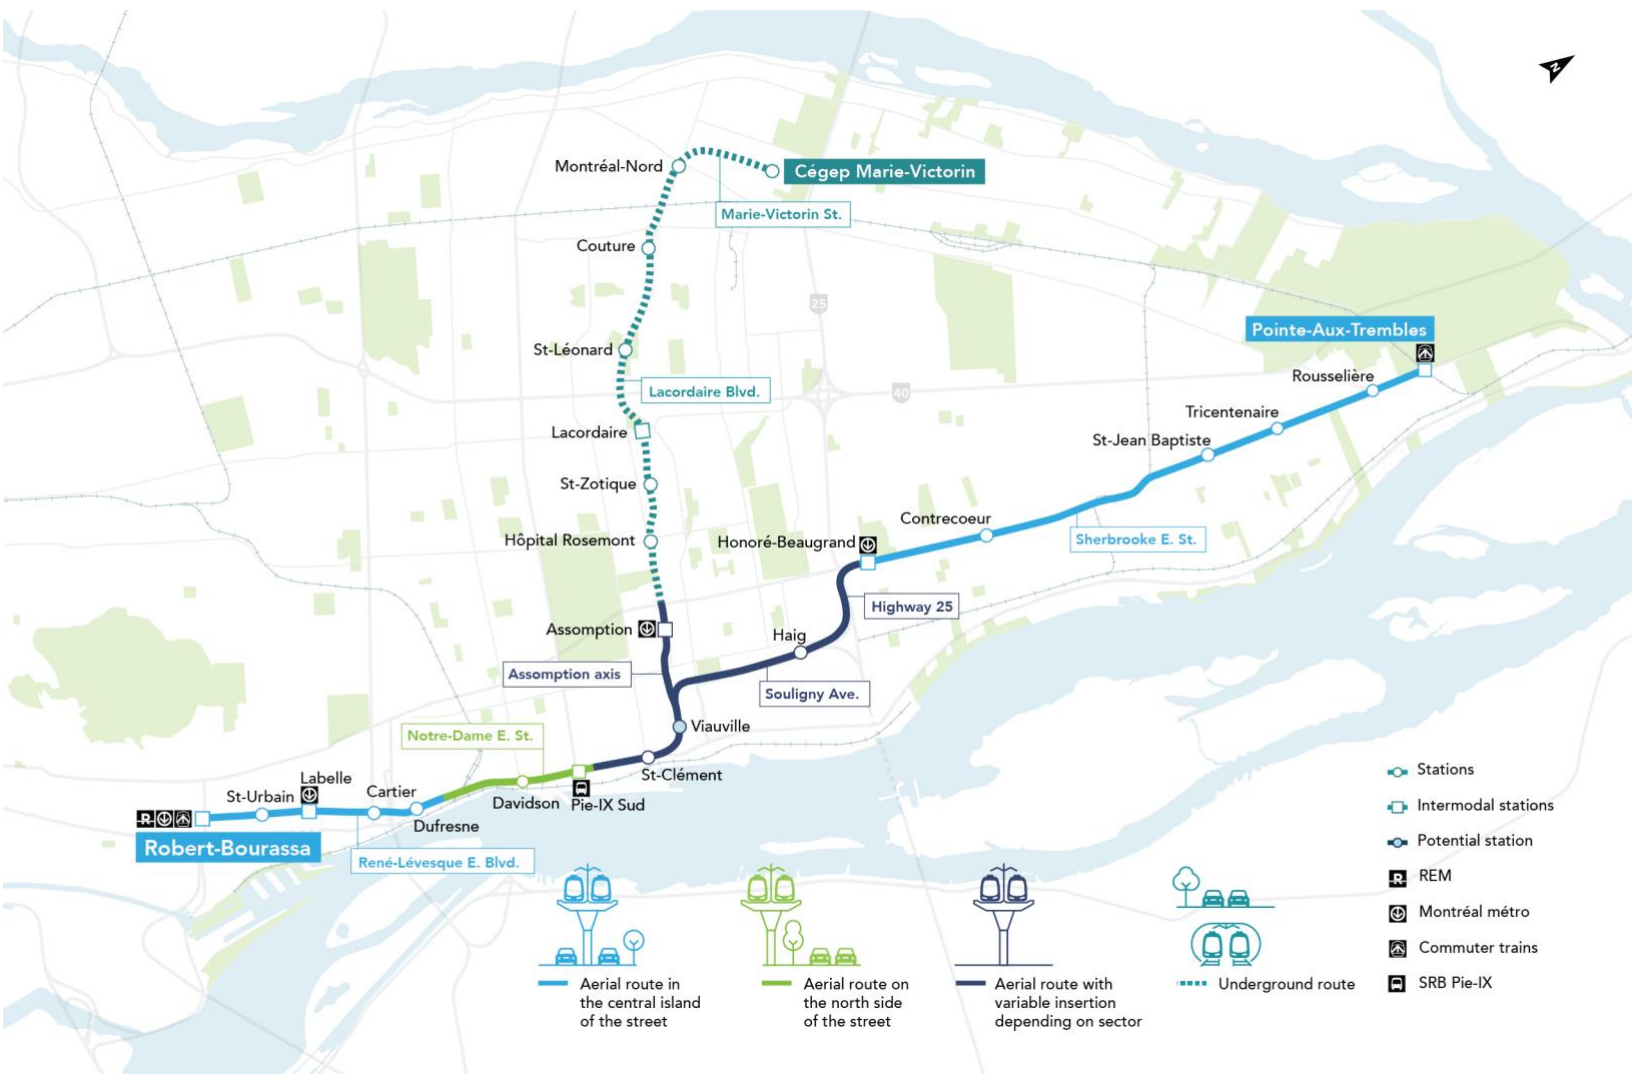 N
Montréal-Nord
Cégep Marie-Victorin
Marie-Victorin St.
Couture
25
Pointe-Aux-Trembles
St-Léonard
Rousselière
Lacordaire Blvd.
40
Tricentenaire
Lacordaire
St-Jean Baptiste
St-Zotique
Contrecoeur
Hôpital Rosemont
Honoré-Beaugrand
Sherbrooke E. St.
Highway 25
Assomption
Haig
Assomption axis
Souligny Ave.
Viauville
Notre-Dame E. St.
St-Clément
Labelle
St-Urbain
Cartier
Davidson
Pie-IX Sud
Dufresne
R
Robert-Bourassa
René-Lévesque E. Blvd.
Stations
Intermodal stations
Potential station
R REM
Montréal métro
Commuter trains
SRB Pie-IX
Aerial route in
the central island
of the street
Aerial route on
the north side
of the street
Aerial route with
variable insertion
depending on sector
Underground route